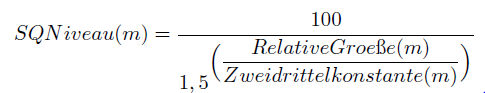 SQNiveau(m) = 100 / 1,5^(RelativeGroeße(m) / Zweidrittelkonstante(m))